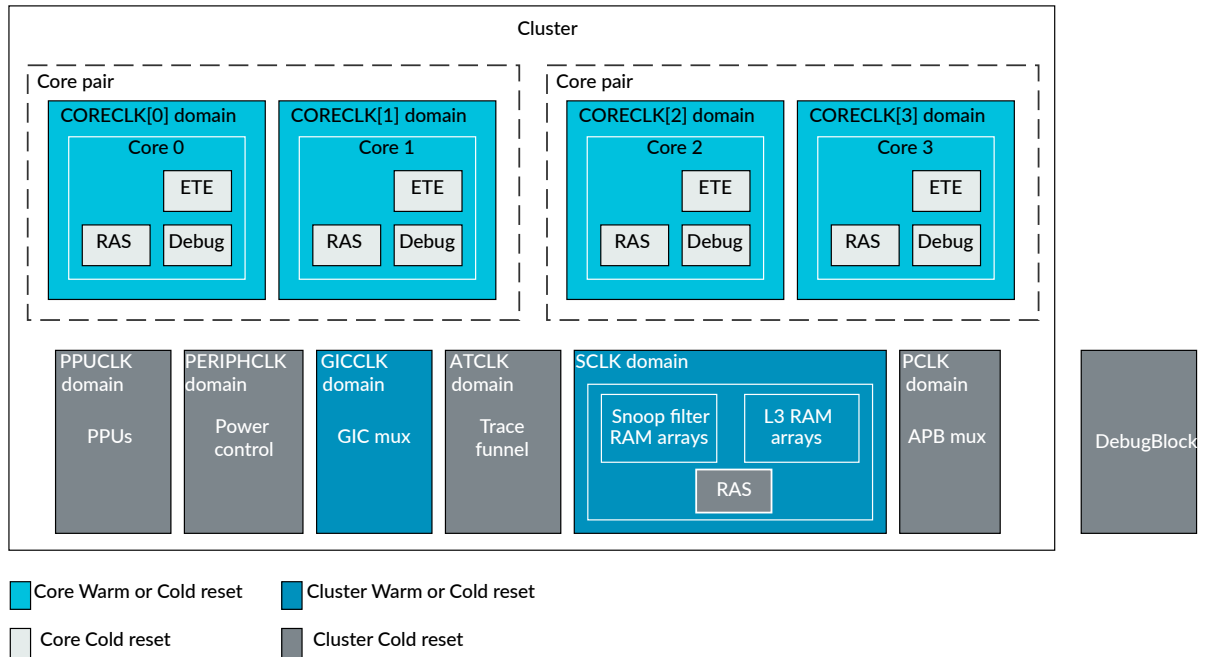 Cluster
Core pair
CORECLK[0] domain
Core 0
ETE
RAS
Debug
CORECLK[1] domain
Core 1
ETE
RAS
Debug
Core pair
CORECLK[2] domain
Core 2
ETE
RAS
Debug
CORECLK[3] domain
Core 3
ETE
RAS
Debug
PPUCLK
domain
PPUs
PERIPHCLK
domain
Power
control
GICCLK
domain
GIC mux
ATCLK
domain
Trace
funnel
SCLK domain
Snoop filter
RAM arrays
L3 RAM
arrays
RAS
PCLK
domain
APB mux
DebugBlock
Core Warm or Cold reset
Cluster Warm or Cold reset
Core Cold reset
Cluster Cold reset